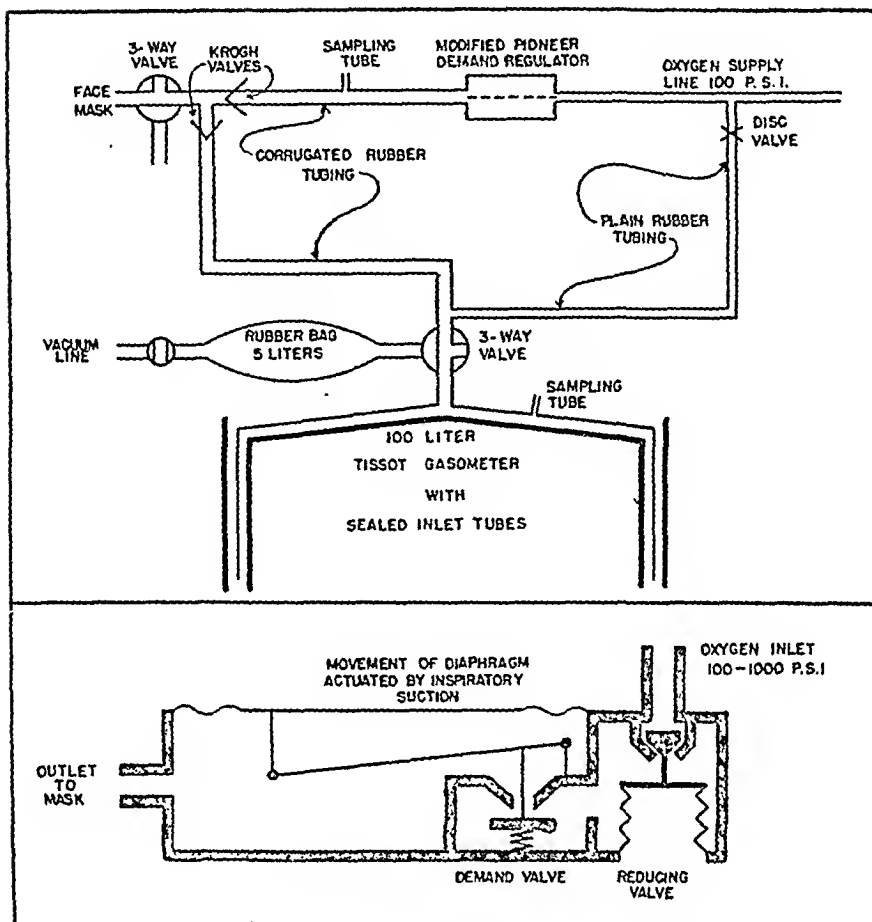 3-WAY
VALVE
KROGH
VALVES
SAMPLING
TUBE
MODIFIED PIONEER
DEMAND REGULATOR
OXYGEN SUPPLY
LINE 100 P.S.I.
FACE
MASK
DISC
VALVE
CORRUGATED RUBBER
TUBING
PLAIN RUBBER
TUBING
VACUUM
LINE
RUBBER BAG
5 LITERS
3-WAY
VALVE
SAMPLING
TUBE
100 LITER
TISSOT GASOMETER
WITH
SEALED INLET TUBES
OXYGEN INLET
100-1000 P.S.I
MOVEMENT OF DIAPHRAGM
ACTUATED BY INSPIRATORY
SUCTION
OUTLET
TO
MASK
DEMAND VALVE
REDUCING
VALVE